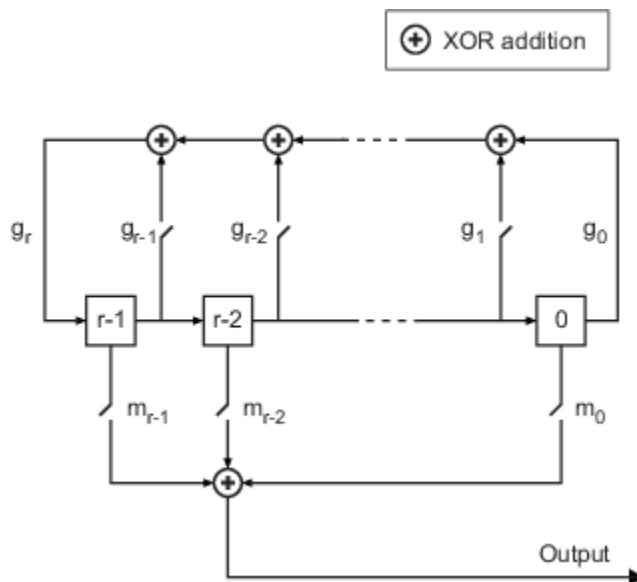 XOR addition
g_r g_{r-1} g_{r-2} g_1 g_0
r-1 r-2 0
m_{r-1} m_{r-2} m_0
Output